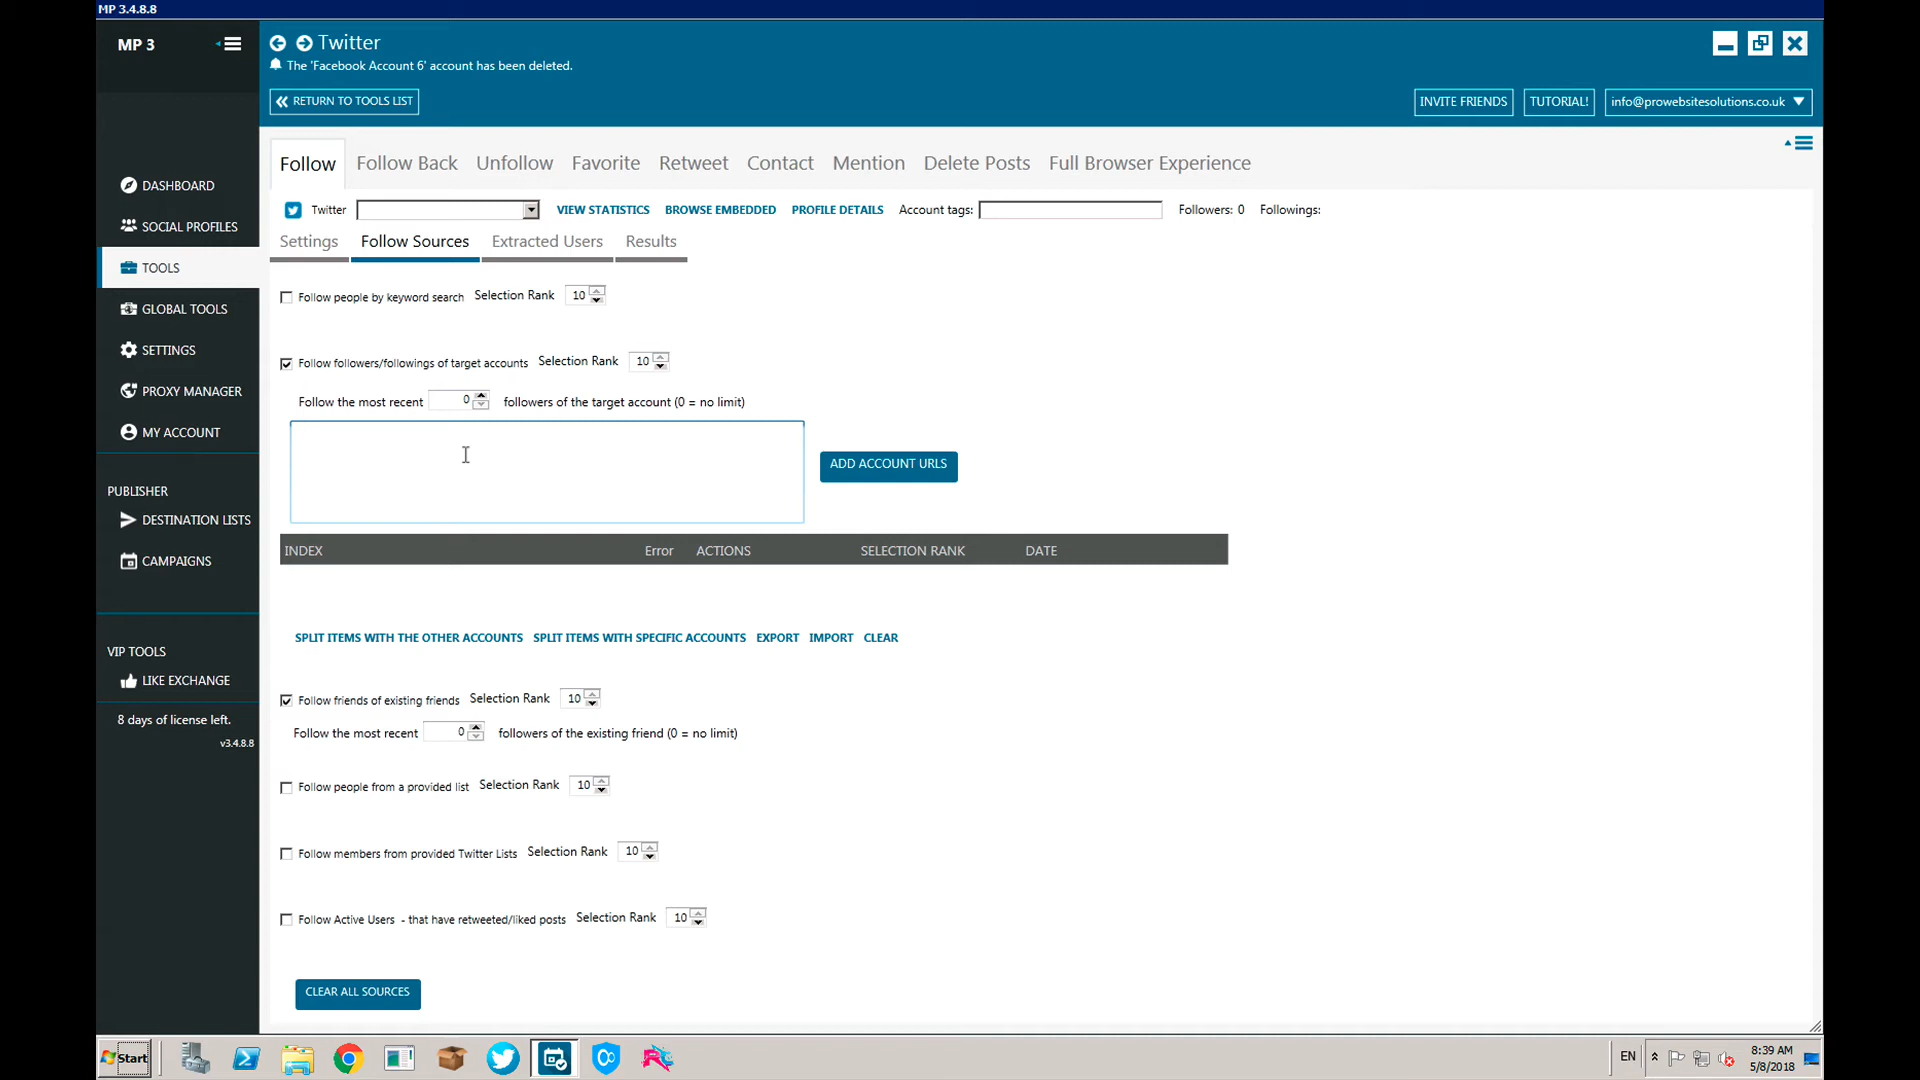 MP 3.4.8.8
MP 3
Twitter
The 'Facebook Account 6' account has been deleted.
RETURN TO TOOLS LIST
INVITE FRIENDS
TUTORIAL!
info@prowebsitesolutions.co.uk
DASHBOARD
SOCIAL PROFILES
TOOLS
GLOBAL TOOLS
SETTINGS
PROXY MANAGER
MY ACCOUNT
PUBLISHER
DESTINATION LISTS
CAMPAIGNS
VIP TOOLS
LIKE EXCHANGE
8 days of license left.
v3.4.8.8
Follow Follow Back Unfollow Favorite Retweet Contact Mention Delete Posts Full Browser Experience
Twitter VIEW STATISTICS BROWSE EMBEDDED PROFILE DETAILS Account tags: Followers: 0 Followings:
Settings Follow Sources Extracted Users Results
Follow people by keyword search Selection Rank 10
Follow followers/followings of target accounts Selection Rank 10
Follow the most recent 0 followers of the target account (0 = no limit)
ADD ACCOUNT URLS
INDEX Error ACTIONS SELECTION RANK DATE
SPLIT ITEMS WITH THE OTHER ACCOUNTS SPLIT ITEMS WITH SPECIFIC ACCOUNTS EXPORT IMPORT CLEAR
Follow friends of existing friends Selection Rank 10
Follow the most recent 0 followers of the existing friend (0 = no limit)
Follow people from a provided list Selection Rank 10
Follow members from provided Twitter Lists Selection Rank 10
Follow Active Users - that have retweeted/liked posts Selection Rank 10
CLEAR ALL SOURCES
Start
EN
8:39 AM
5/8/2018